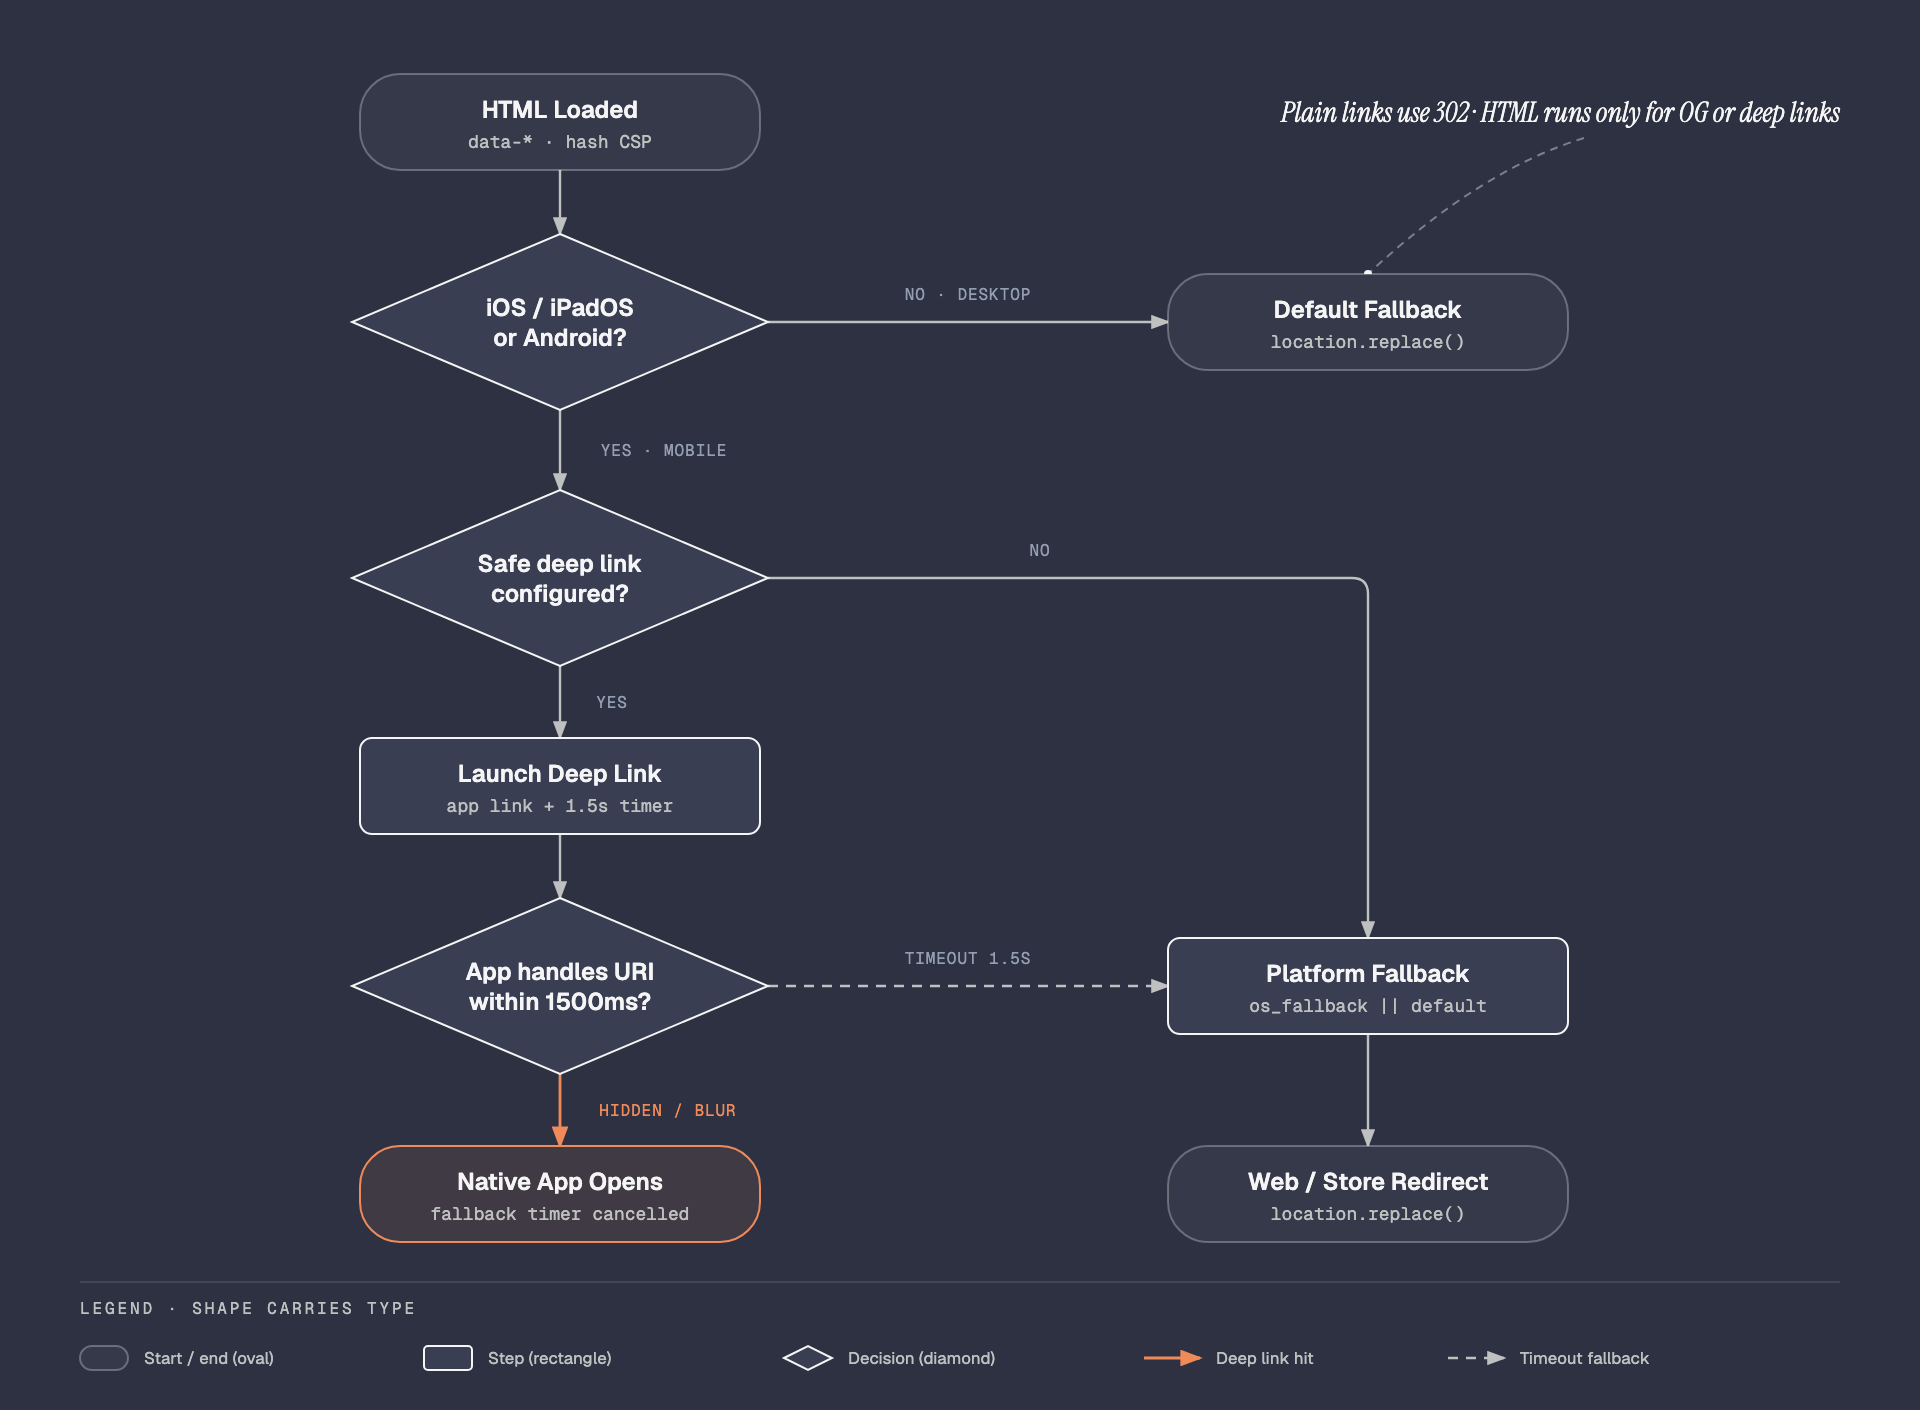 HTML Loaded
data-* · hash CSP
Plain links use 302 · HTML runs only for OG or deep links
iOS / iPadOS
or Android?
NO · DESKTOP
Default Fallback
location.replace()
YES · MOBILE
Safe deep link
configured?
NO
YES
Launch Deep Link
app link + 1.5s timer
App handles URI
within 1500ms?
TIMEOUT 1.5S
Platform Fallback
os_fallback || default
HIDDEN / BLUR
Native App Opens
fallback timer cancelled
Web / Store Redirect
location.replace()
LEGEND · SHAPE CARRIES TYPE
Start / end (oval)
Step (rectangle)
Decision (diamond)
Deep link hit
Timeout fallback